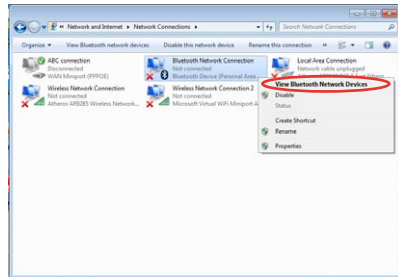 « Network and Internet ▸ Network Connections ▸
Search Network Connections
Organize ▾ View Bluetooth network devices Disable this network device Rename this connection »
ABC connection
Disconnected
WAN Miniport (PPPOE)
Bluetooth Network Connection
Not connected
Bluetooth Device (Personal Area...
Local Area Connection
Network cable unplugged
Wireless Network Connection
Not connected
Atheros AR9285 Wireless Network...
Wireless Network Connection 2
Not connected
Microsoft Virtual WiFi Miniport A
View Bluetooth Network Devices
Disable
Status
Create Shortcut
Rename
Properties